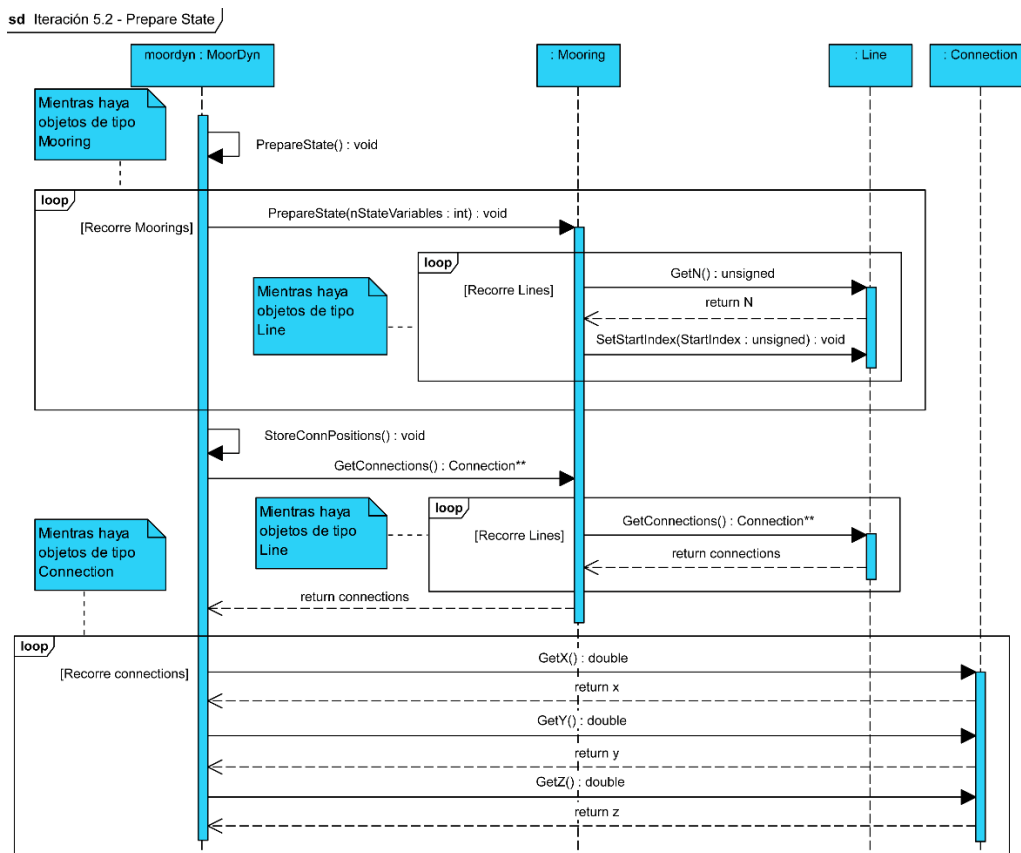 sd Iteración 5.2 - Prepare State
moordyn : MoorDyn
: Mooring
: Line
: Connection
Mientras haya
objetos de tipo
Mooring
PrepareState() : void
loop
[Recorre Moorings]
PrepareState(nStateVariables : int) : void
loop
[Recorre Lines]
GetN() : unsigned
Mientras haya
objetos de tipo
Line
return N
SetStartIndex(StartIndex : unsigned) : void
StoreConnPositions() : void
GetConnections() : Connection**
Mientras haya
objetos de tipo
Line
loop
[Recorre Lines]
GetConnections() : Connection**
return connections
Mientras haya
objetos de tipo
Connection
return connections
loop
[Recorre connections]
GetX() : double
return x
GetY() : double
return y
GetZ() : double
return z